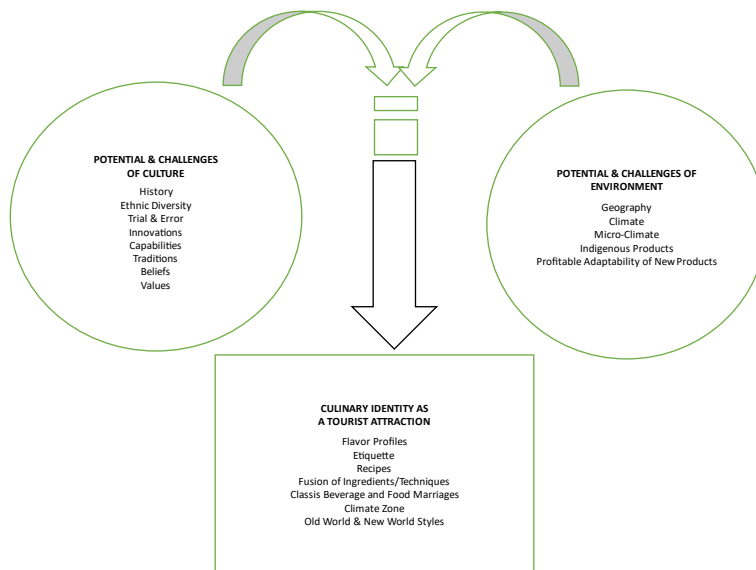 POTENTIAL & CHALLENGES
OF CULTURE
History
Ethnic Diversity
Trial & Error
Innovations
Capabilities
Traditions
Beliefs
Values
POTENTIAL & CHALLENGES OF
ENVIRONMENT
Geography
Climate
Micro-Climate
Indigenous Products
Profitable Adaptability of New Products
CULINARY IDENTITY AS
A TOURIST ATTRACTION
Flavor Profiles
Etiquette
Recipes
Fusion of Ingredients/Techniques
Classis Beverage and Food Marriages
Climate Zone
Old World & New World Styles